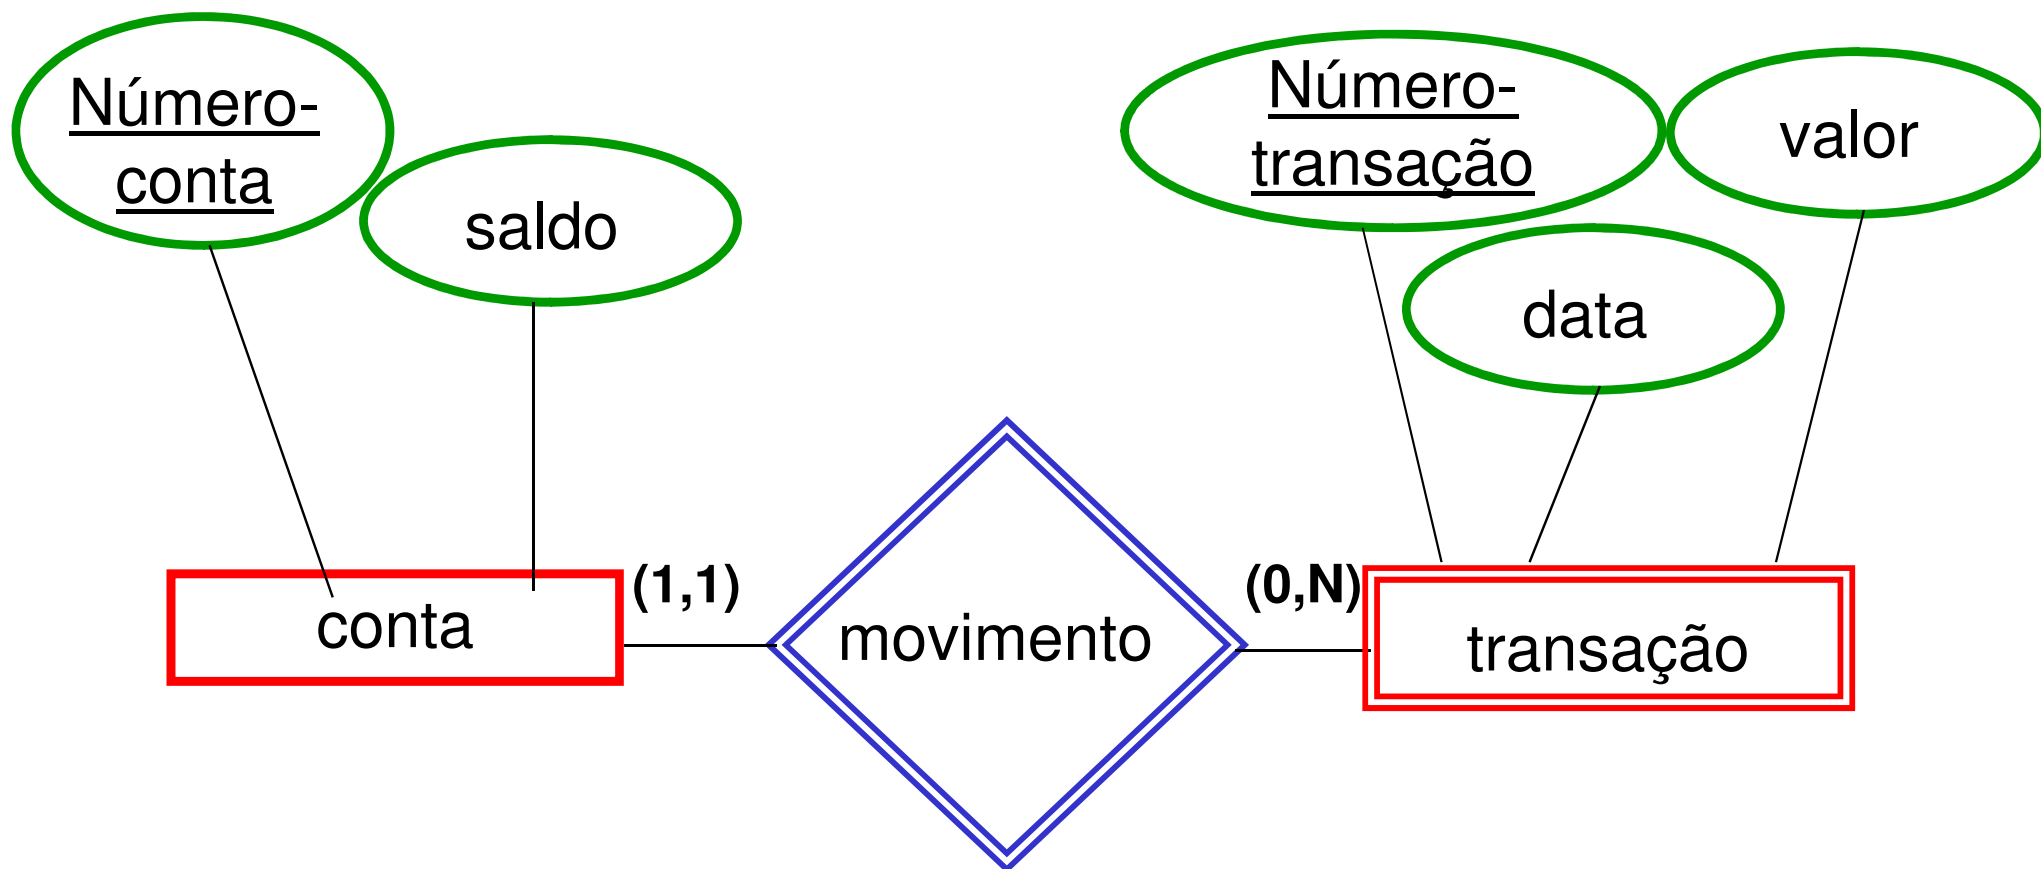 Número-
conta
saldo
Número-
transação
valor
data
conta
(1,1)
movimento
(0,N)
transação